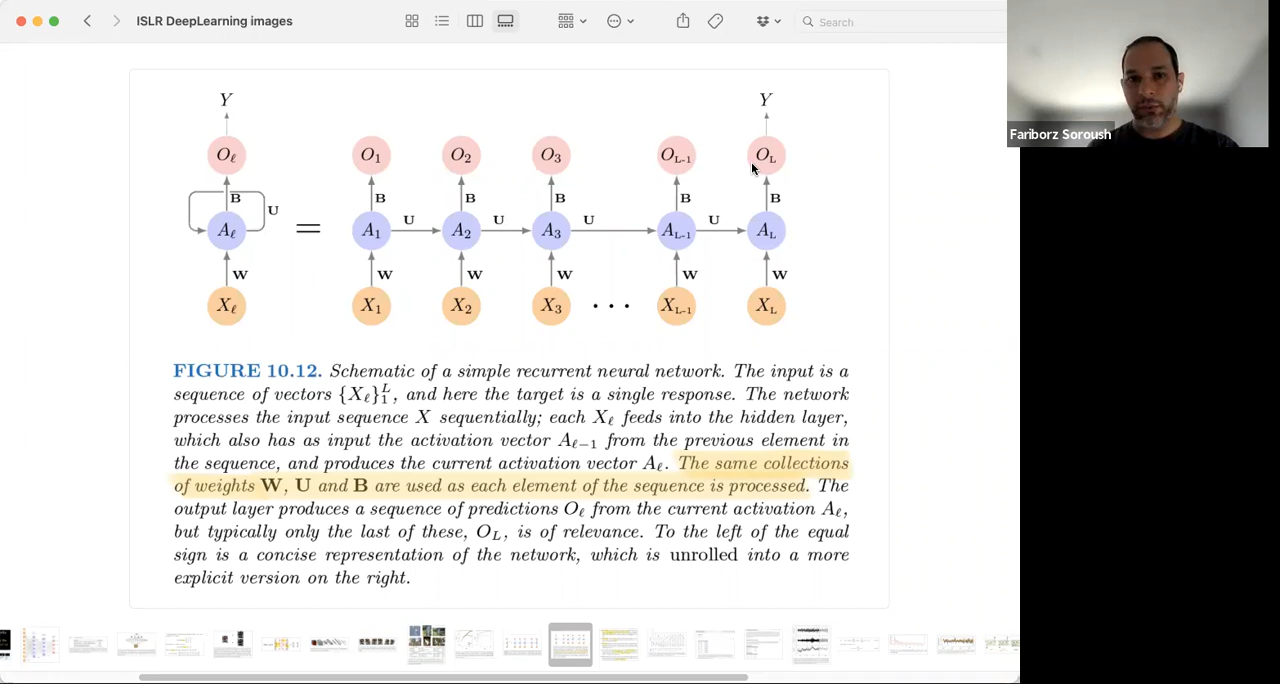 ISLR DeepLearning images
Search
Fariborz Soroush
Y Y
Oℓ O1 O2 O3 OL-1 OL
B B B B B B
U U U U U
Aℓ = A1 A2 A3 AL-1 AL
W W W W W W
Xℓ X1 X2 X3 ... XL-1 XL
FIGURE 10.12. Schematic of a simple recurrent neural network. The input is a
sequence of vectors {Xℓ}₁ᴸ, and here the target is a single response. The network
processes the input sequence X sequentially; each Xℓ feeds into the hidden layer,
which also has as input the activation vector Aℓ−1 from the previous element in
the sequence, and produces the current activation vector Aℓ. The same collections
of weights W, U and B are used as each element of the sequence is processed. The
output layer produces a sequence of predictions Oℓ from the current activation Aℓ,
but typically only the last of these, OL, is of relevance. To the left of the equal
sign is a concise representation of the network, which is unrolled into a more
explicit version on the right.